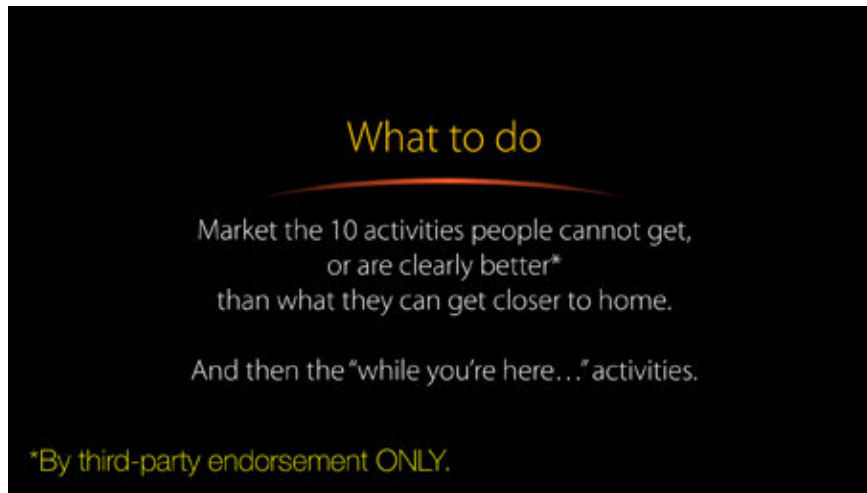 What to do
Market the 10 activities people cannot get,
or are clearly better*
than what they can get closer to home.
And then the “while you’re here…” activities.
*By third-party endorsement ONLY.